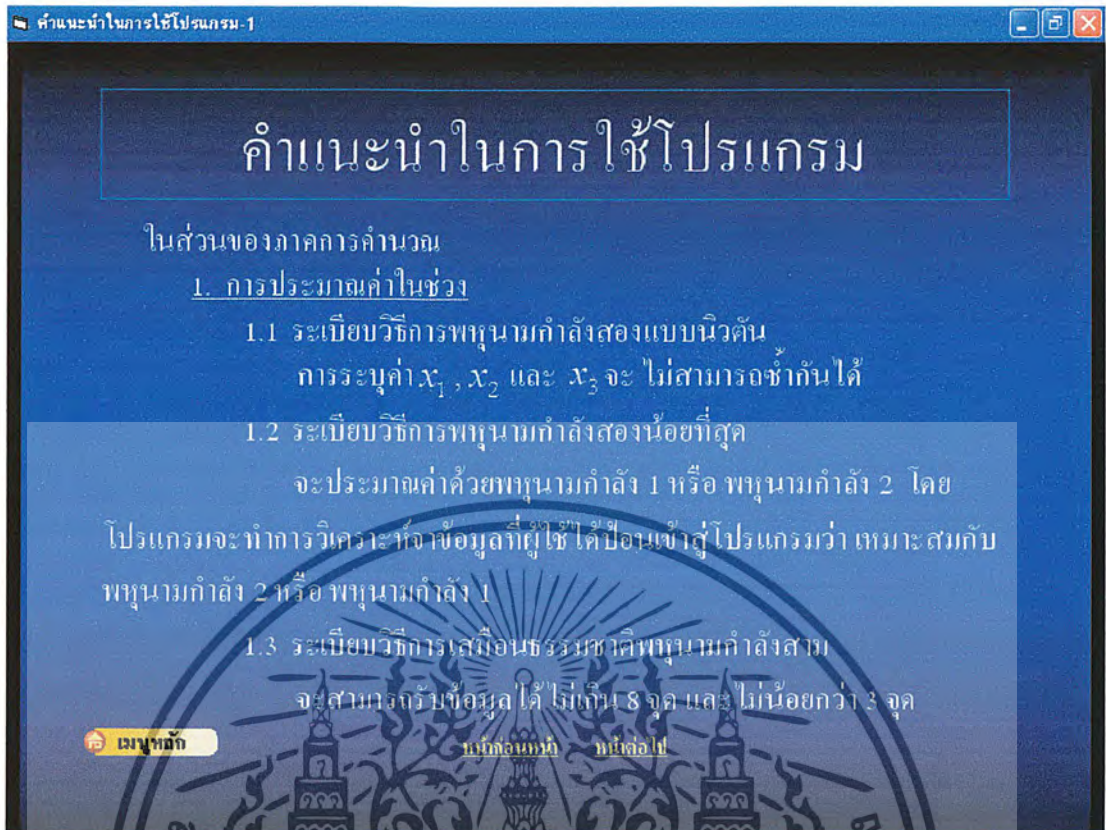 คำแนะนำในการใช้โปรแกรม-1
คำแนะนำในการใช้โปรแกรม
ในส่วนของภาคการคำนวณ
1. การประมาณค่าในช่วง
1.1 ระเบียบวิธีการพหุนามกำลังสองแบบนิวตัน
การระบุค่า x₁ , x₂ และ x₃ จะ ไม่สามารถซ้ำกันได้
1.2 ระเบียบวิธีการพหุนามกำลังสองน้อยที่สุด
จะประมาณค่าด้วยพหุนามกำลัง 1 หรือ พหุนามกำลัง 2 โดย
โปรแกรมจะทำการวิเคราะห์จาข้อมูลที่ผู้ใช้ได้ป้อนเข้าสู่โปรแกรมว่า เหมาะสมกับ
พหุนามกำลัง 2 หรือ พหุนามกำลัง 1
1.3 ระเบียบวิธีการเสมือนธรรมชาติพหุนามกำลังสาม
จะสามารถรับข้อมูลได้ ไม่เกิน 8 จุด และ ไม่น้อยกว่า 3 จุด
เมนูหลัก
หน้าก่อนหน้า หน้าต่อไป